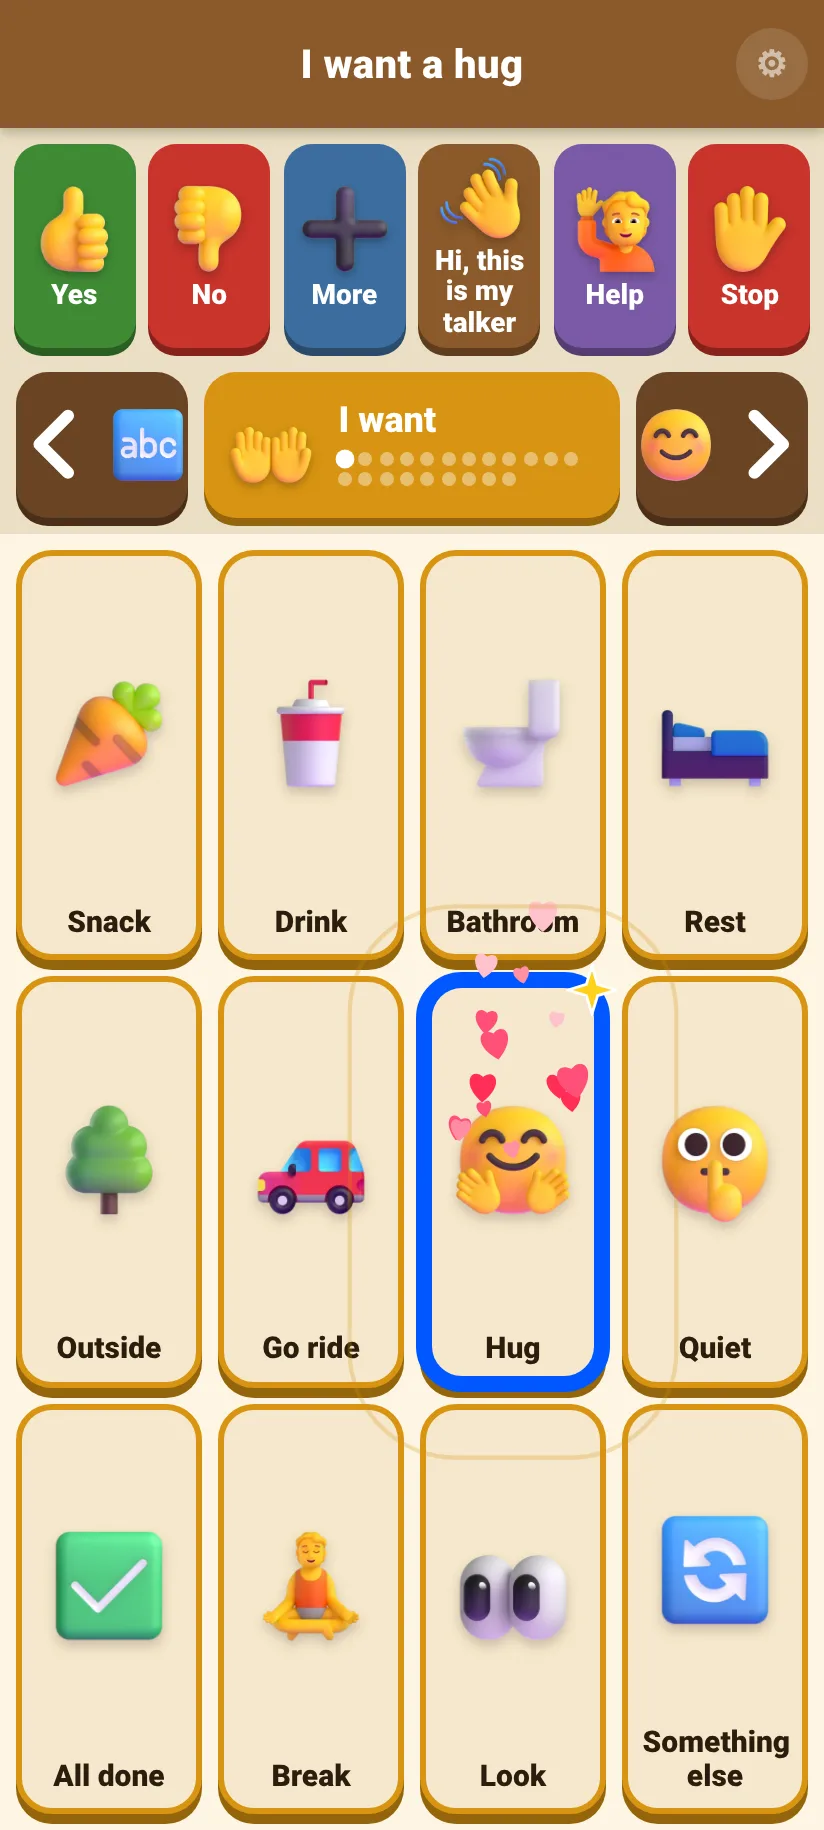 I want a hug
Yes
No
More
Hi, this
is my
talker
Help
Stop
abc
I want
Snack
Drink
Bathroom
Rest
Outside
Go ride
Hug
Quiet
All done
Break
Look
Something
else